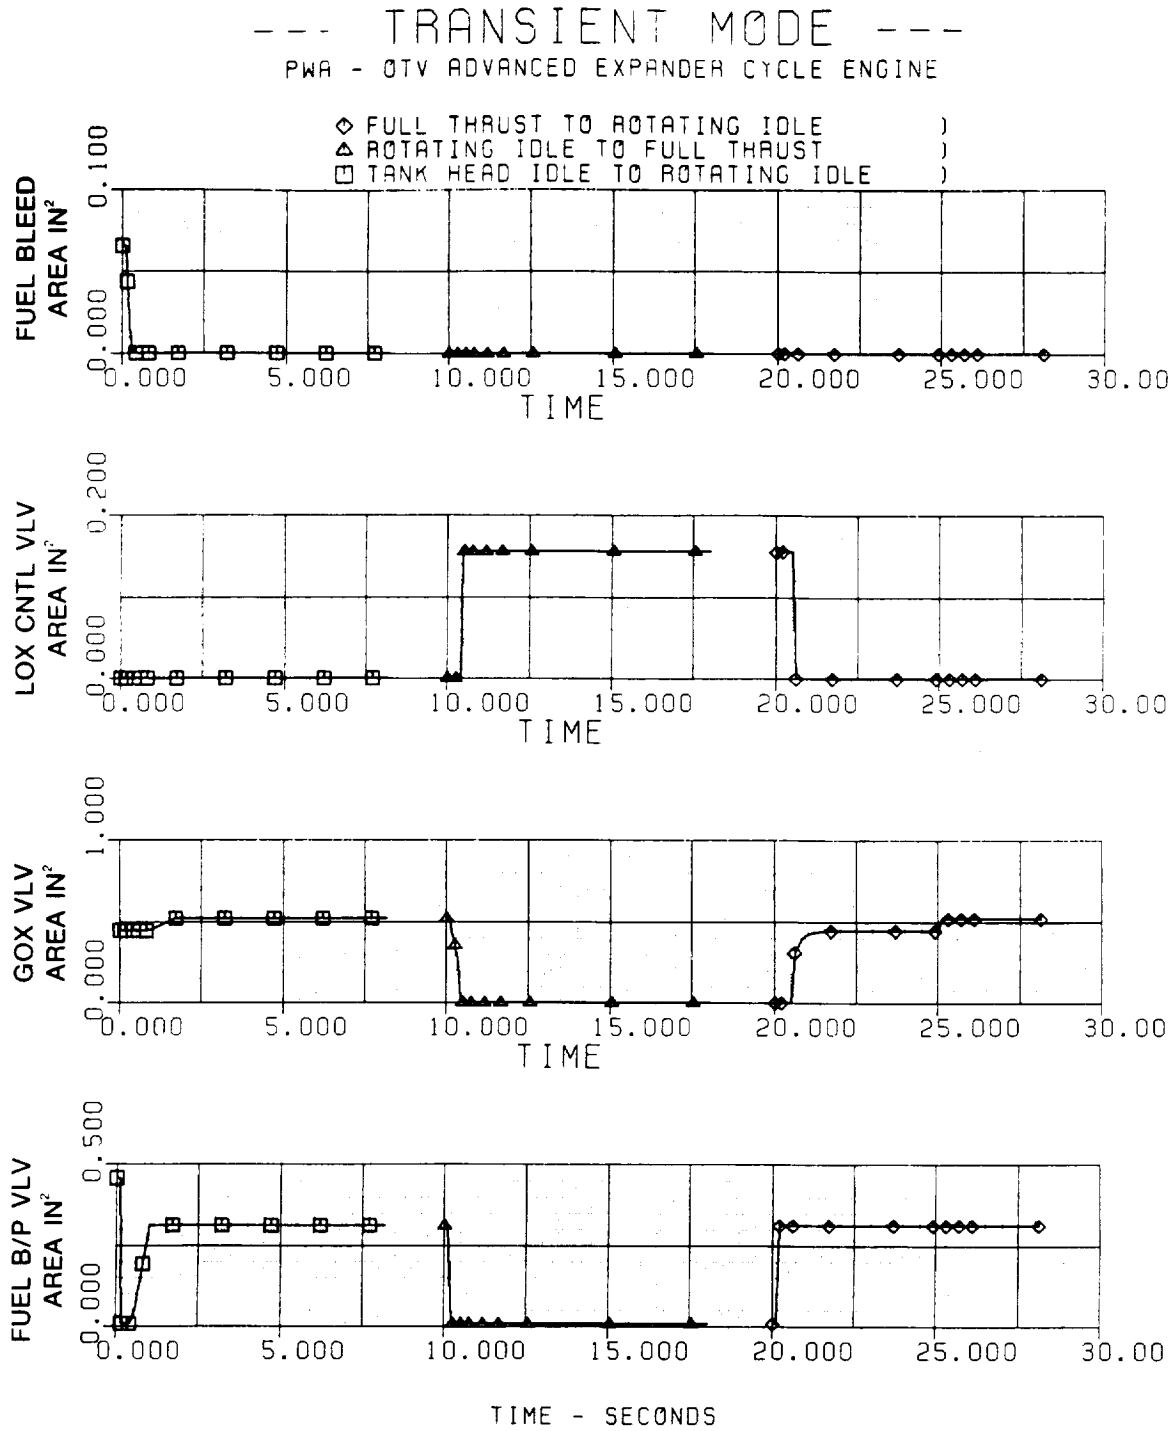 --- TRANSIENT MODE ---
PWA - OTV ADVANCED EXPANDER CYCLE ENGINE
FULL THRUST TO ROTATING IDLE )
ROTATING IDLE TO FULL THRUST )
TANK HEAD IDLE TO ROTATING IDLE )
FUEL BLEED
AREA IN²
0.100
0.000
0.000 5.000 10.000 15.000 20.000 25.000 30.00
TIME
LOX CNTL VLV
AREA IN²
0.200
0.000
0.000 5.000 10.000 15.000 20.000 25.000 30.00
TIME
GOX VLV
AREA IN²
1.000
0.000
0.000 5.000 10.000 15.000 20.000 25.000 30.00
TIME
FUEL B/P VLV
AREA IN²
0.500
0.000
0.000 5.000 10.000 15.000 20.000 25.000 30.00
TIME - SECONDS